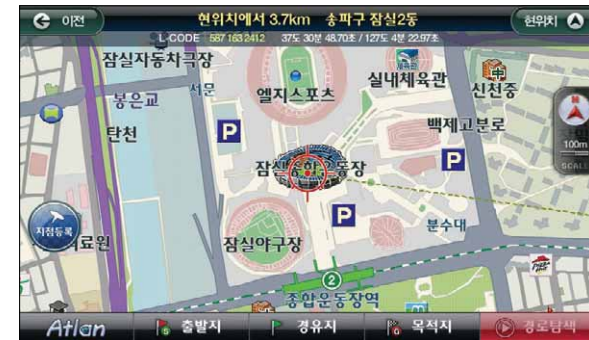 이전
현위치에서 3.7km 송파구 잠실2동
현위치
L-CODE 587 163 2412 37도 30분 48.70초 / 127도 4분 22.97초
잠실자동차극장
서문
봉은교
엘지스포츠
실내체육관
신천중
탄천
P
백제고분로
P
100m
SCALE
잠실종합운동장
P
분수대
지점등록
료원
잠실야구장
2
종합운동장역
Atlan
출발지
경유지
목적지
경로탐색